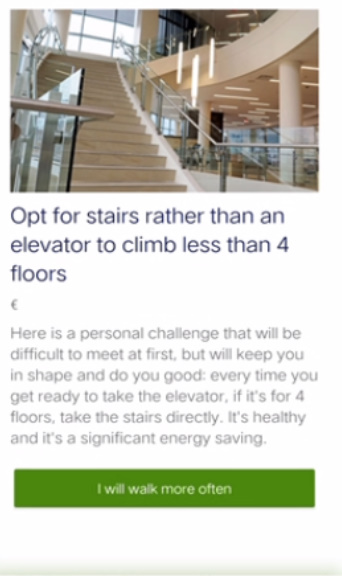 Opt for stairs rather than an
elevator to climb less than 4
floors
€
Here is a personal challenge that will be
difficult to meet at first, but will keep you
in shape and do you good: every time you
get ready to take the elevator, if it's for 4
floors, take the stairs directly. It's healthy
and it's a significant energy saving.
I will walk more often